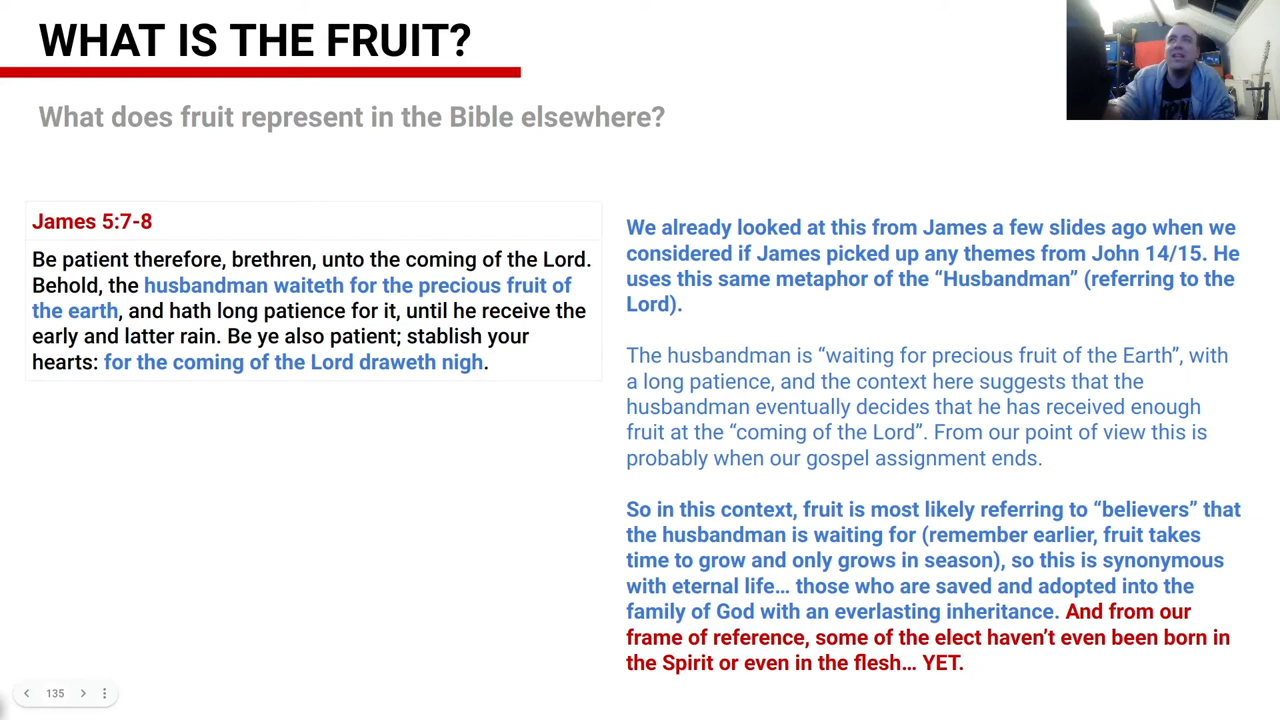 WHAT IS THE FRUIT?
What does fruit represent in the Bible elsewhere?
James 5:7-8
Be patient therefore, brethren, unto the coming of the Lord.
Behold, the husbandman waiteth for the precious fruit of
the earth, and hath long patience for it, until he receive the
early and latter rain. Be ye also patient; stablish your
hearts: for the coming of the Lord draweth nigh.
We already looked at this from James a few slides ago when we
considered if James picked up any themes from John 14/15. He
uses this same metaphor of the “Husbandman” (referring to the
Lord).
The husbandman is “waiting for precious fruit of the Earth”, with
a long patience, and the context here suggests that the
husbandman eventually decides that he has received enough
fruit at the “coming of the Lord”. From our point of view this is
probably when our gospel assignment ends.
So in this context, fruit is most likely referring to “believers” that
the husbandman is waiting for (remember earlier, fruit takes
time to grow and only grows in season), so this is synonymous
with eternal life… those who are saved and adopted into the
family of God with an everlasting inheritance. And from our
frame of reference, some of the elect haven’t even been born in
the Spirit or even in the flesh… YET.
135